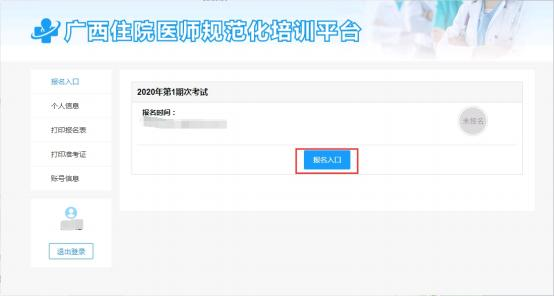 广西住院医师规范化培训平台
报名入口
个人信息
打印报名表
打印准考证
账号信息
退出登录
2020年第1期次考试
报名时间：
未报名
报名入口